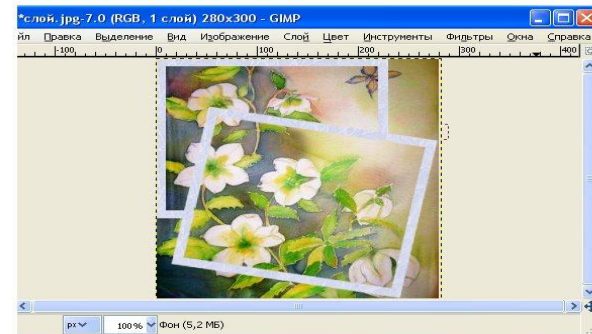 *слой.jpg-7.0 (RGB, 1 слой) 280x300 - GIMP
йл Правка Выделение Вид Изображение Слой Цвет Инструменты Фильтры Окна Справка
-100 0 100 200 300 400
px 100 % Фон (5,2 МБ)